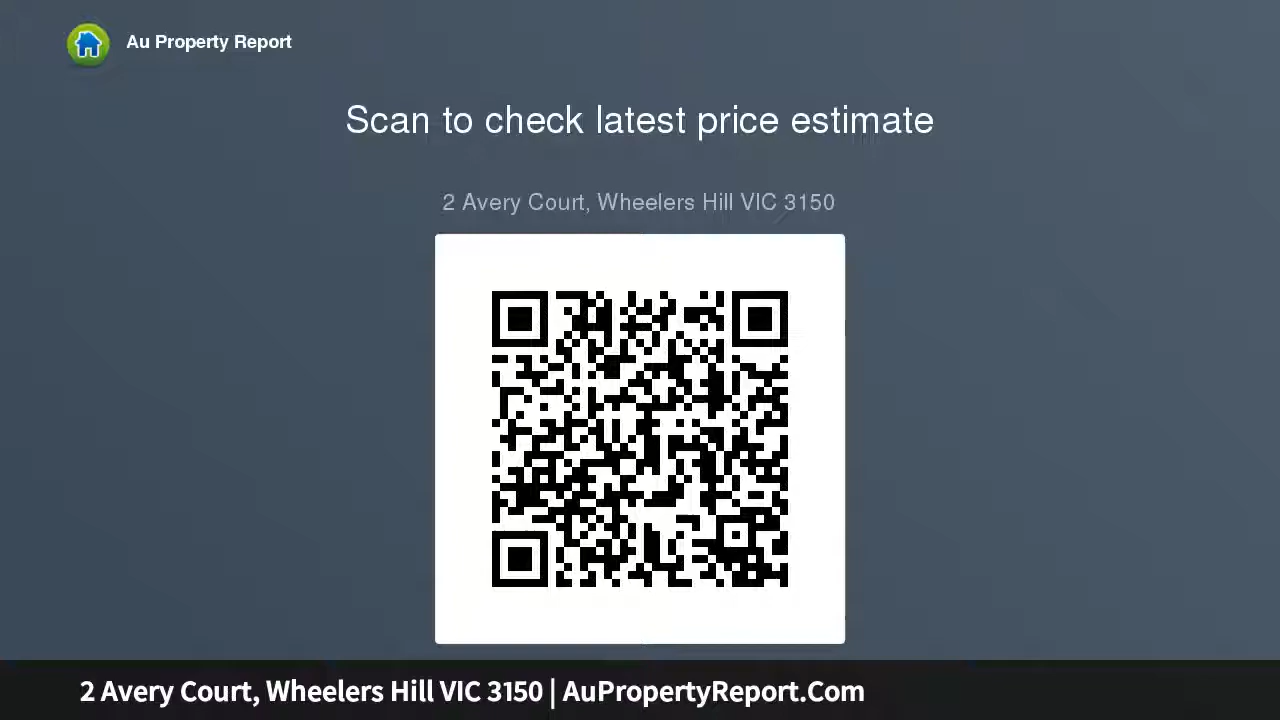 Au Property Report
Scan to check latest price estimate
2 Avery Court, Wheelers Hill VIC 3150
2 Avery Court, Wheelers Hill VIC 3150 | AuPropertyReport.Com